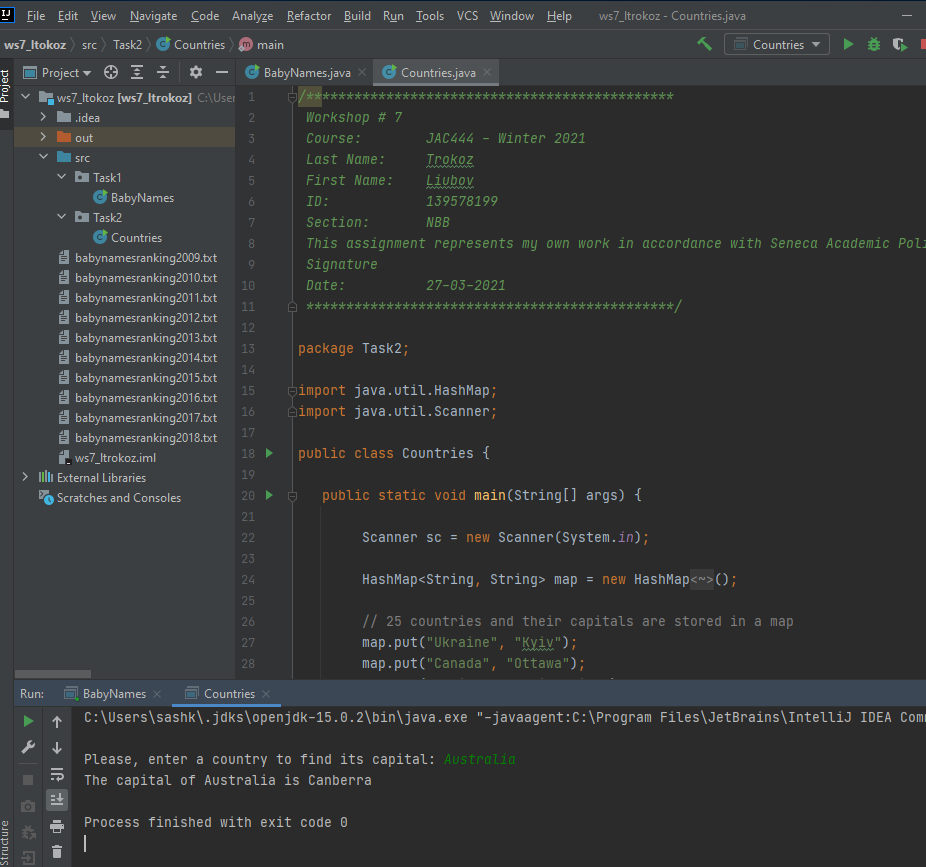 File Edit View Navigate Code Analyze Refactor Build Run Tools VCS Window Help ws7_ltrokoz - Countries.java
ws7_ltokoz src Task2 Countries main Countries
Project
Project
BabyNames.java
Countries.java
ws7_ltokoz [ws7_ltrokoz] C:\User
.idea
out
src
Task1
BabyNames
Task2
Countries
babynamesranking2009.txt
babynamesranking2010.txt
babynamesranking2011.txt
babynamesranking2012.txt
babynamesranking2013.txt
babynamesranking2014.txt
babynamesranking2015.txt
babynamesranking2016.txt
babynamesranking2017.txt
babynamesranking2018.txt
ws7_ltrokoz.iml
External Libraries
Scratches and Consoles
1 /**********************************************
2 Workshop # 7
3 Course: JAC444 - Winter 2021
4 Last Name: Trokoz
5 First Name: Liubov
6 ID: 139578199
7 Section: NBB
8 This assignment represents my own work in accordance with Seneca Academic Poli
9 Signature
10 Date: 27-03-2021
11 **********************************************/
12
13 package Task2;
14
15 import java.util.HashMap;
16 import java.util.Scanner;
17
18 public class Countries {
19
20 public static void main(String[] args) {
21
22 Scanner sc = new Scanner(System.in);
23
24 HashMap<String, String> map = new HashMap<~>();
25
26 // 25 countries and their capitals are stored in a map
27 map.put("Ukraine", "Kyiv");
28 map.put("Canada", "Ottawa");
Run: BabyNames Countries
C:\Users\sashk\.jdks\openjdk-15.0.2\bin\java.exe "-javaagent:C:\Program Files\JetBrains\IntelliJ IDEA Com
Please, enter a country to find its capital: Australia
The capital of Australia is Canberra
Process finished with exit code 0
Structure